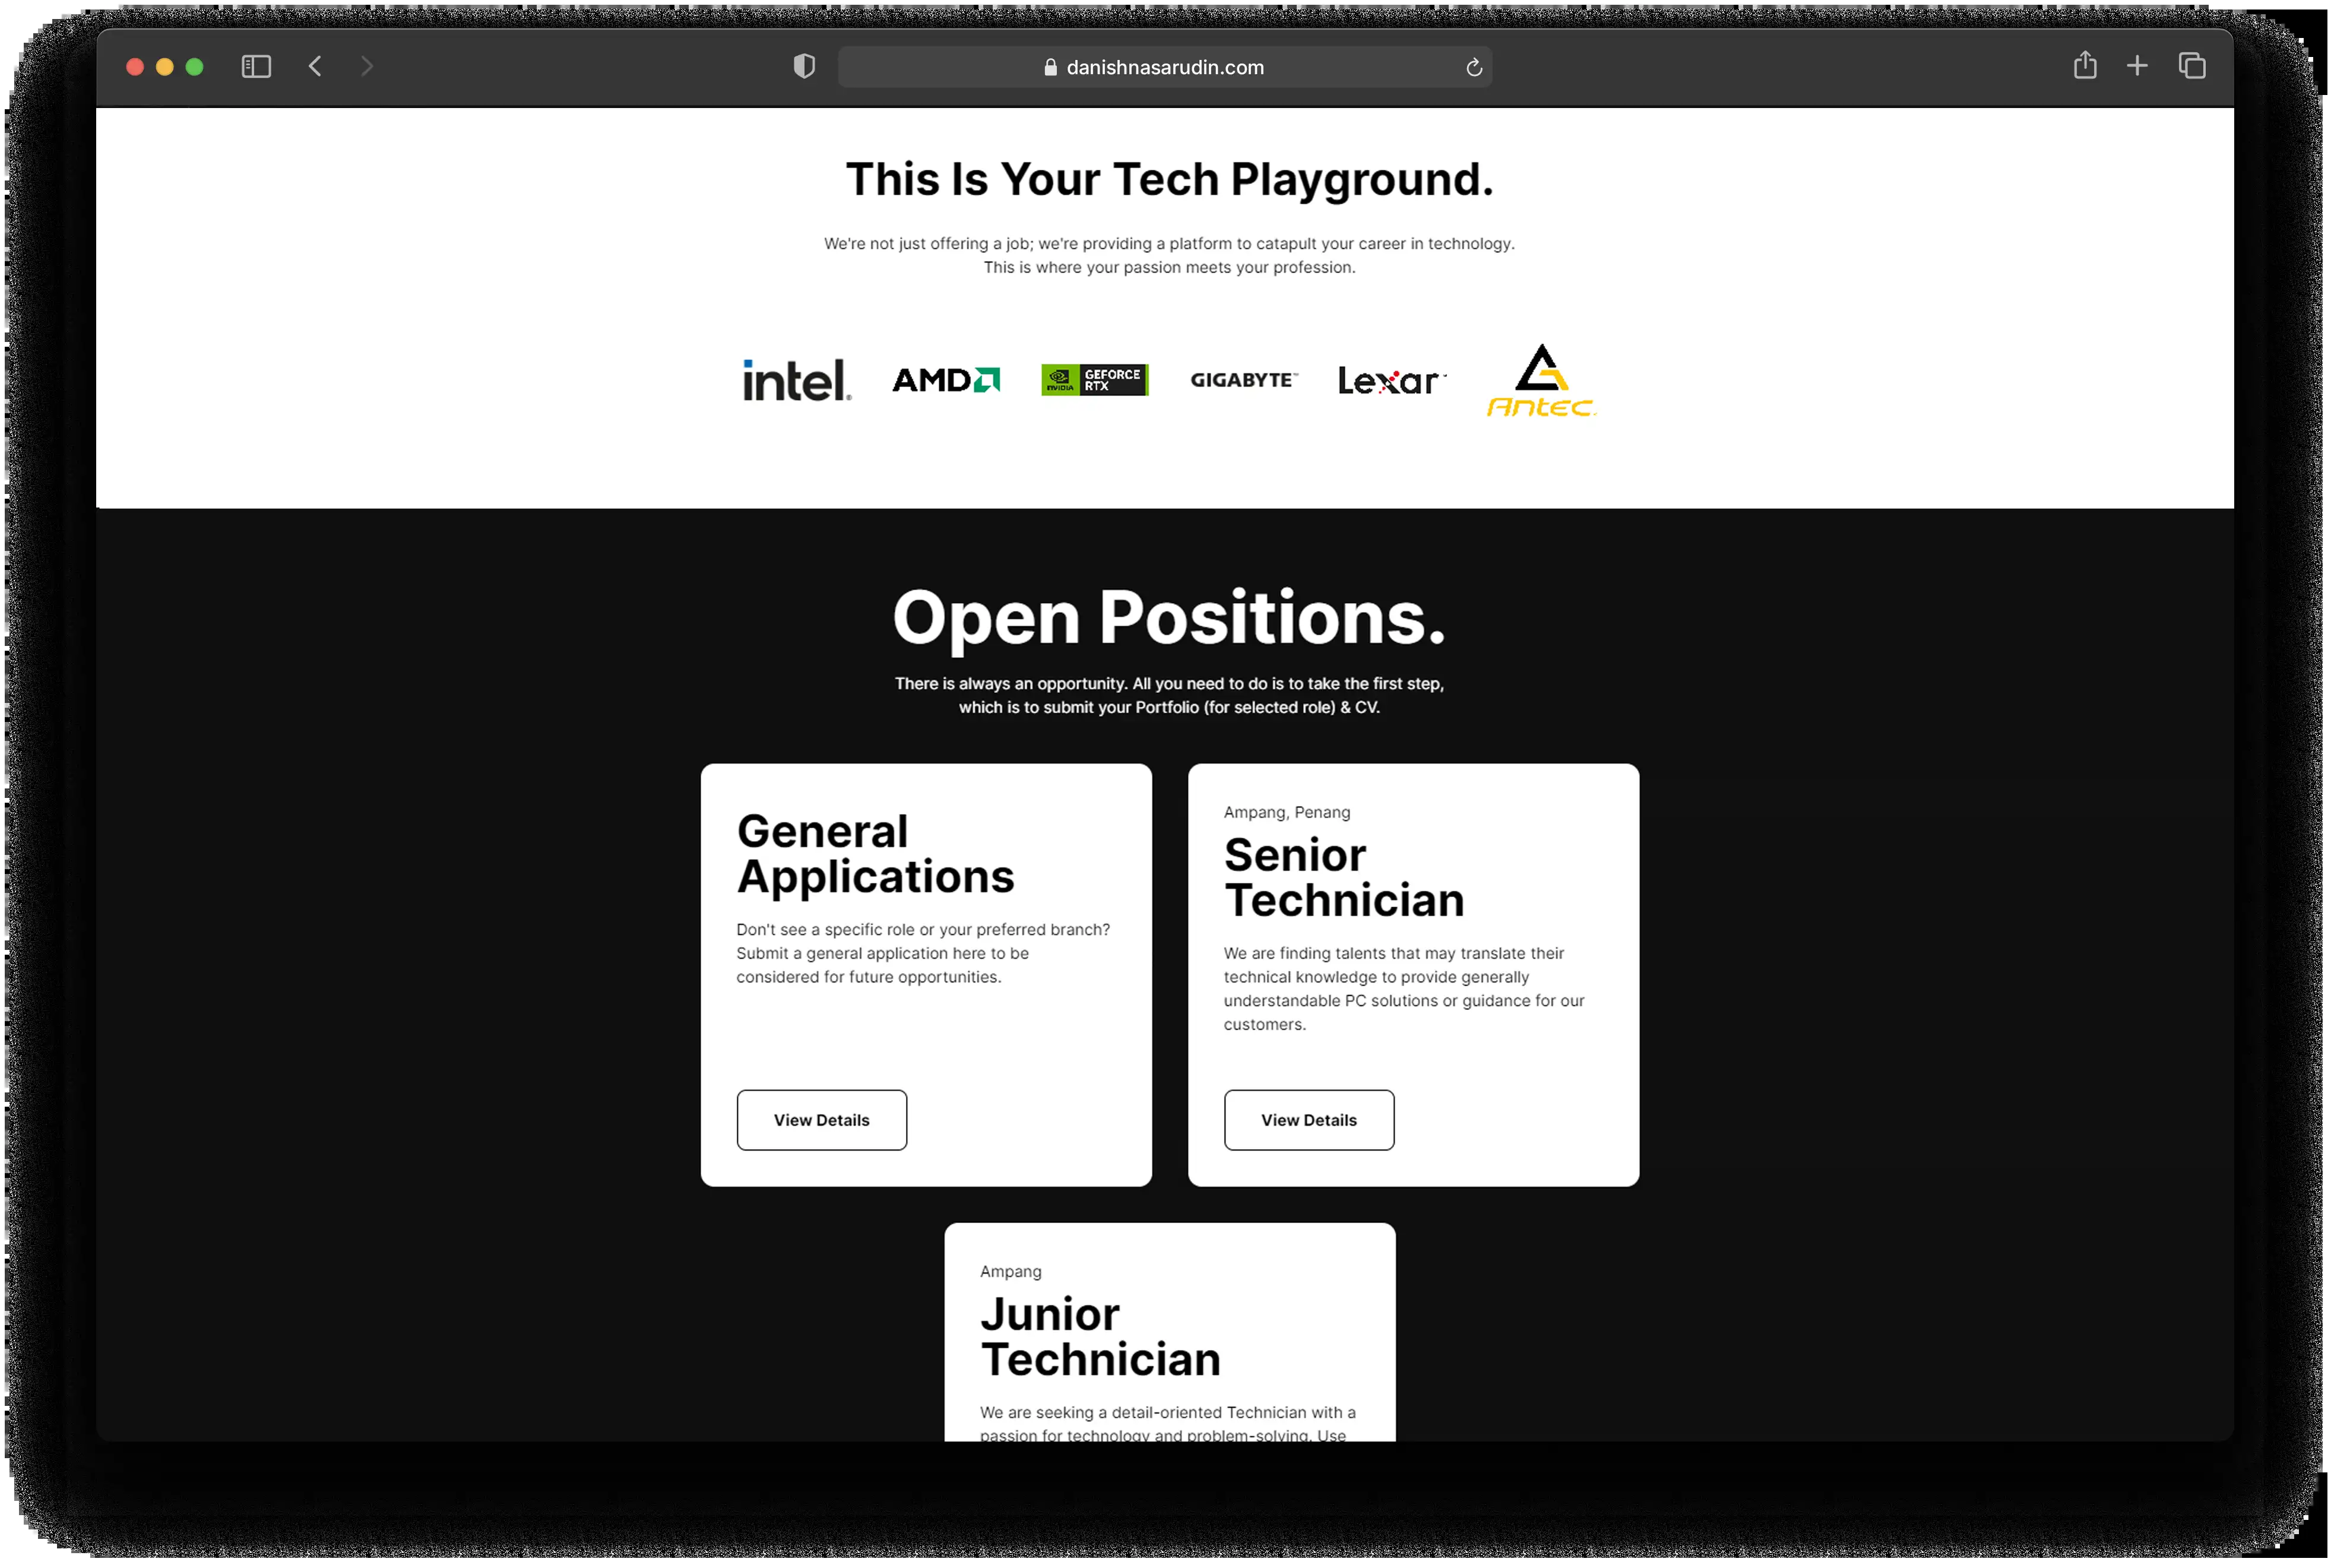 danishnasarudin.com
This Is Your Tech Playground.
We're not just offering a job; we're providing a platform to catapult your career in technology.
This is where your passion meets your profession.
intel®
AMD
NVIDIA
GEFORCE
RTX
GIGABYTE™
Lexar™
Antec
Open Positions.
There is always an opportunity. All you need to do is to take the first step,
which is to submit your Portfolio (for selected role) & CV.
General
Applications
Don't see a specific role or your preferred branch?
Submit a general application here to be
considered for future opportunities.
View Details
Ampang, Penang
Senior
Technician
We are finding talents that may translate their
technical knowledge to provide generally
understandable PC solutions or guidance for our
customers.
View Details
Ampang
Junior
Technician
We are seeking a detail-oriented Technician with a
passion for technology and problem-solving. Use